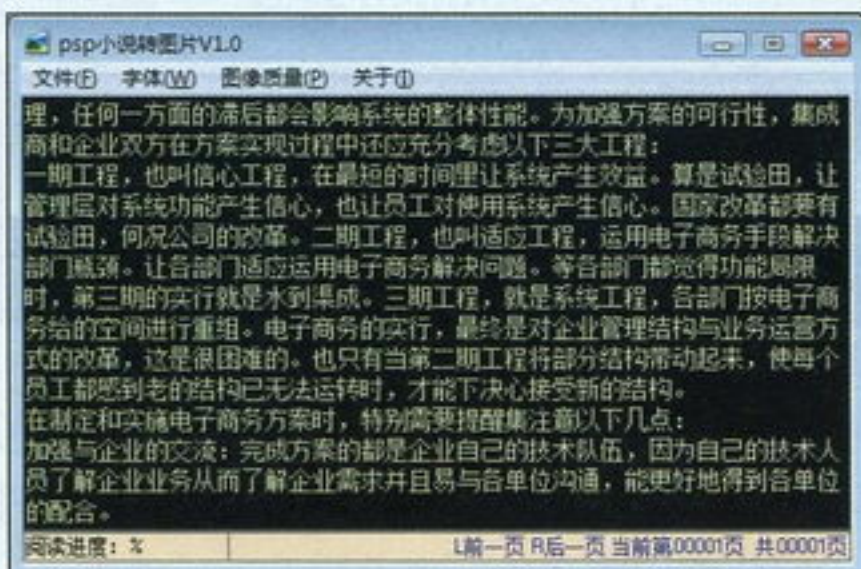 psp小说转图片V1.0
文件(F) 字体(W) 图像质量(P) 关于(I)
理，任何一方面的滞后都会影响系统的整体性能。为加强方案的可行性，集成
商和企业双方在方案实现过程中还应充分考虑以下三大工程：
一期工程，也叫信心工程，在最短的时间里让系统产生效益。算是试验田，让
管理层对系统功能产生信心，也让员工对使用系统产生信心。国家改革都要有
试验田，何况公司的改革。二期工程，也叫适应工程，运用电子商务手段解决
部门瓶颈。让各部门适应运用电子商务解决问题。等各部门都觉得功能局限
时，第三期的实行就是水到渠成。三期工程，就是系统工程，各部门按电子商
务给的空间进行重组。电子商务的实行，最终是对企业管理结构与业务运营方
式的改革，这是很困难的。也只有当第二期工程将部分结构带动起来，使每个
员工都感到老的结构已无法运转时，才能下决心接受新的结构。
在制定和实施电子商务方案时，特别需要提醒集注意以下几点：
加强与企业的交流：完成方案的都是企业自己的技术队伍，因为自己的技术人
员了解企业业务从而了解企业需求并且易与各单位沟通，能更好地得到各单位
的配合。
阅读进度：% L前一页 R后一页 当前第00001页 共00001页